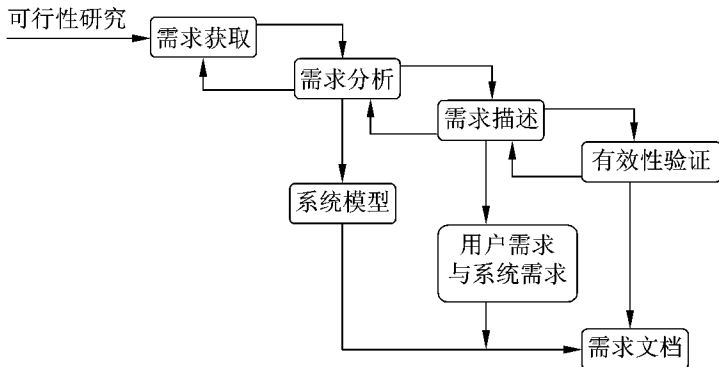 可行性研究
需求获取
需求分析
需求描述
有效性验证
系统模型
用户需求
与系统需求
需求文档